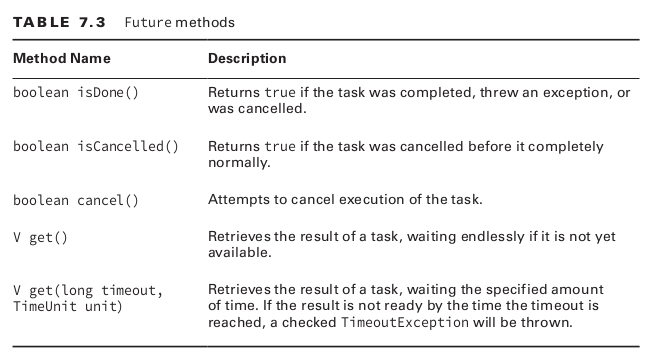 TABLE 7.3 Future methods
Method Name Description
boolean isDone() Returns true if the task was completed, threw an exception, or
was cancelled.
boolean isCancelled() Returns true if the task was cancelled before it completely
normally.
boolean cancel() Attempts to cancel execution of the task.
V get() Retrieves the result of a task, waiting endlessly if it is not yet
available.
V get(long timeout, Retrieves the result of a task, waiting the specified amount
TimeUnit unit) of time. If the result is not ready by the time the timeout is
reached, a checked TimeoutException will be thrown.